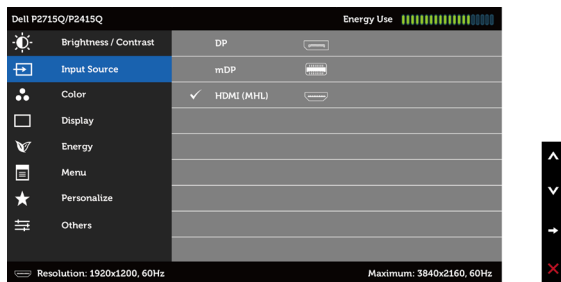 Dell P2715Q/P2415Q Energy Use
Brightness / Contrast DP
Input Source mDP
Color HDMI (MHL)
Display
Energy
Menu
Personalize
Others
Resolution: 1920x1200, 60Hz Maximum: 3840x2160, 60Hz